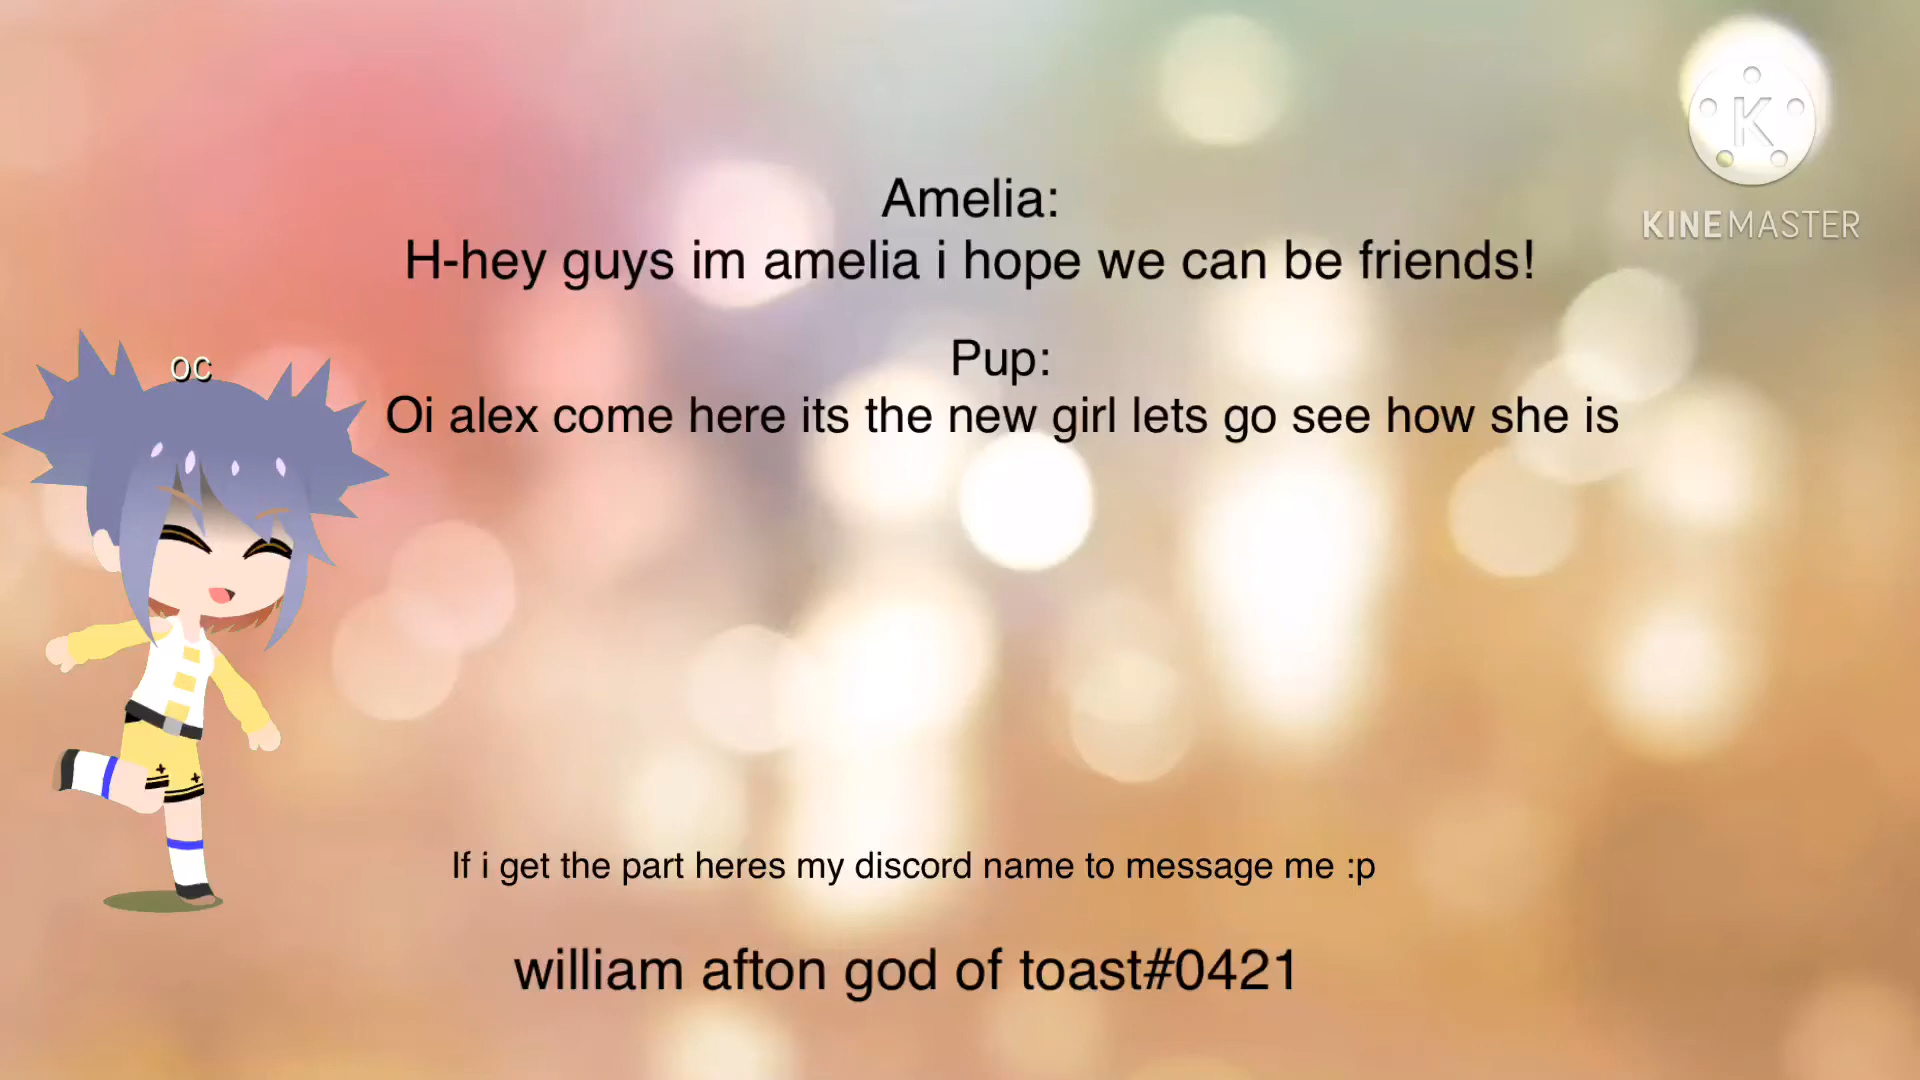 K
KINEMASTER
Amelia:
H-hey guys im amelia i hope we can be friends!
Pup:
Oi alex come here its the new girl lets go see how she is
oc
If i get the part heres my discord name to message me :p
william afton god of toast#0421